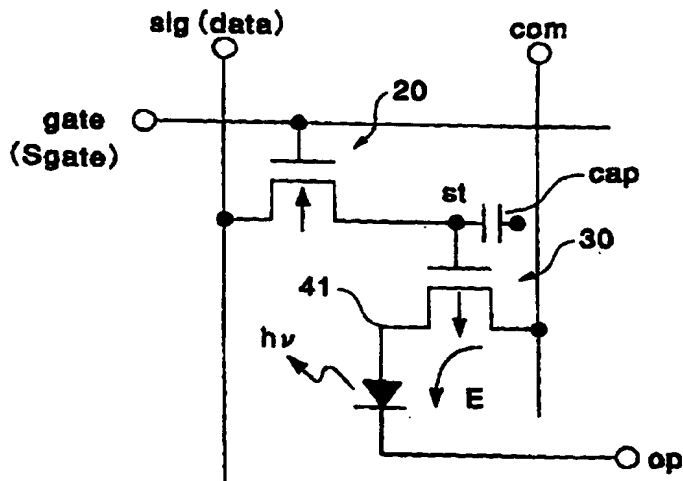 sig (data)
com
gate
(Sgate)
20
st
cap
30
41
hν
E
op